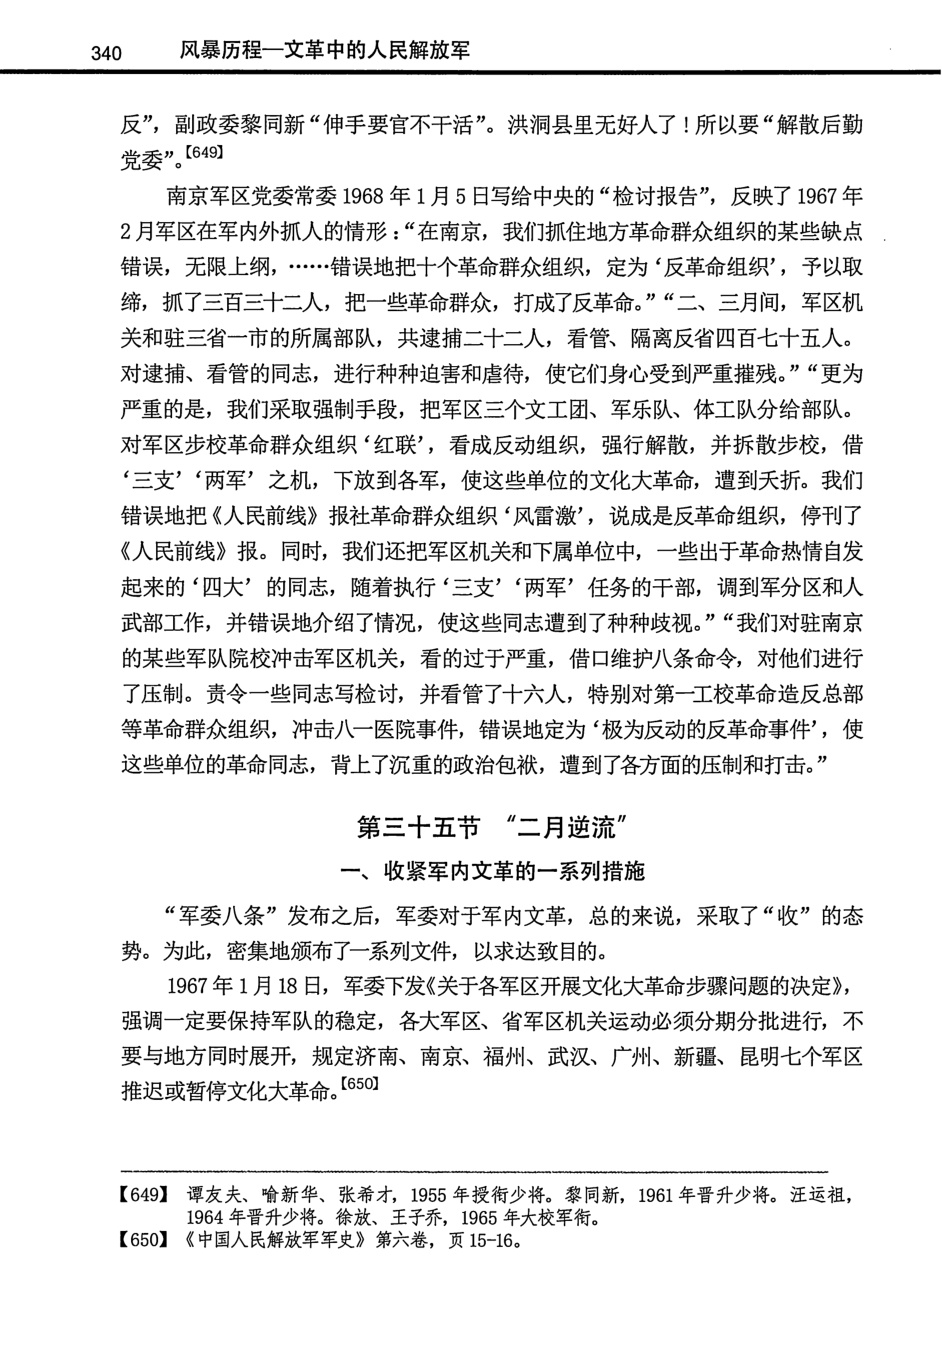 340 风暴历程—文革中的人民解放军
反”，副政委黎同新“伸手要官不干活”。洪洞县里无好人了！所以要“解散后勤
党委”。【649】
南京军区党委常委1968年1月5日写给中央的“检讨报告”，反映了1967年
2月军区在军内外抓人的情形：“在南京，我们抓住地方革命群众组织的某些缺点
错误，无限上纲，……错误地把十个革命群众组织，定为‘反革命组织’，予以取
缔，抓了三百三十二人，把一些革命群众，打成了反革命。”“二、三月间，军区机
关和驻三省一市的所属部队，共逮捕二十二人，看管、隔离反省四百七十五人。
对逮捕、看管的同志，进行种种迫害和虐待，使它们身心受到严重摧残。”“更为
严重的是，我们采取强制手段，把军区三个文工团、军乐队、体工队分给部队。
对军区步校革命群众组织‘红联’，看成反动组织，强行解散，并拆散步校，借
‘三支’‘两军’之机，下放到各军，使这些单位的文化大革命，遭到夭折。我们
错误地把《人民前线》报社革命群众组织‘风雷激’，说成是反革命组织，停刊了
《人民前线》报。同时，我们还把军区机关和下属单位中，一些出于革命热情自发
起来的‘四大’的同志，随着执行‘三支’‘两军’任务的干部，调到军分区和人
武部工作，并错误地介绍了情况，使这些同志遭到了种种歧视。”“我们对驻南京
的某些军队院校冲击军区机关，看的过于严重，借口维护八条命令，对他们进行
了压制。责令一些同志写检讨，并看管了十六人，特别对第一工校革命造反总部
等革命群众组织，冲击八一医院事件，错误地定为‘极为反动的反革命事件’，使
这些单位的革命同志，背上了沉重的政治包袱，遭到了各方面的压制和打击。”
第三十五节 “二月逆流”
一、收紧军内文革的一系列措施
“军委八条”发布之后，军委对于军内文革，总的来说，采取了“收”的态
势。为此，密集地颁布了一系列文件，以求达致目的。
1967年1月18日，军委下发《关于各军区开展文化大革命步骤问题的决定》，
强调一定要保持军队的稳定，各大军区、省军区机关运动必须分期分批进行，不
要与地方同时展开，规定济南、南京、福州、武汉、广州、新疆、昆明七个军区
推迟或暂停文化大革命。【650】
【649】 谭友夫、喻新华、张希才，1955年授衔少将。黎同新，1961年晋升少将。汪运祖，
1964年晋升少将。徐放、王子乔，1965年大校军衔。
【650】《中国人民解放军军史》第六卷，页15-16。